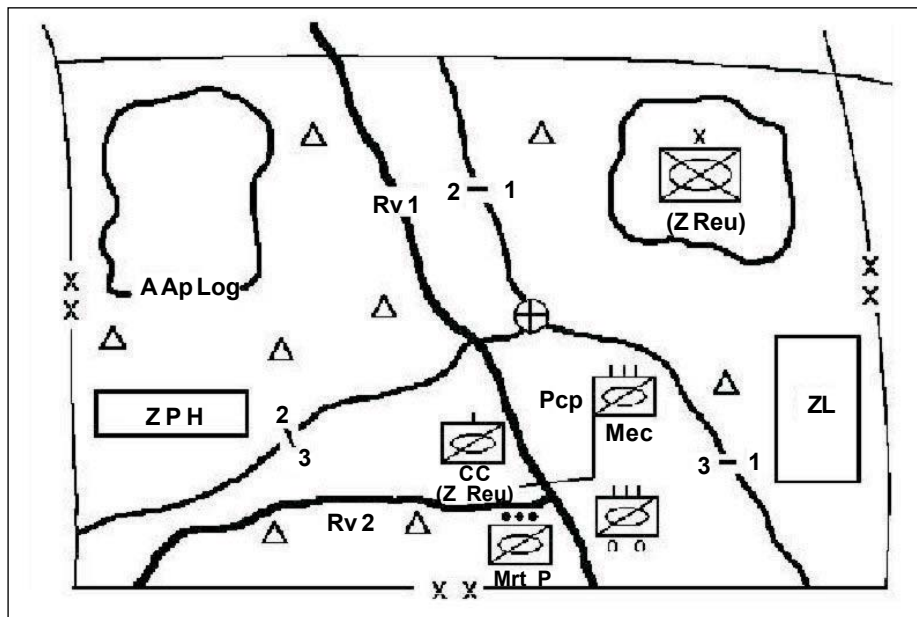 X
2 1
Rv 1
(Z Reu)
X X
A Ap Log
X X
Z P H
2
3
Pcp
Mec
ZL
3 1
CC
(Z Reu)
Rv 2
Mrt P
X X